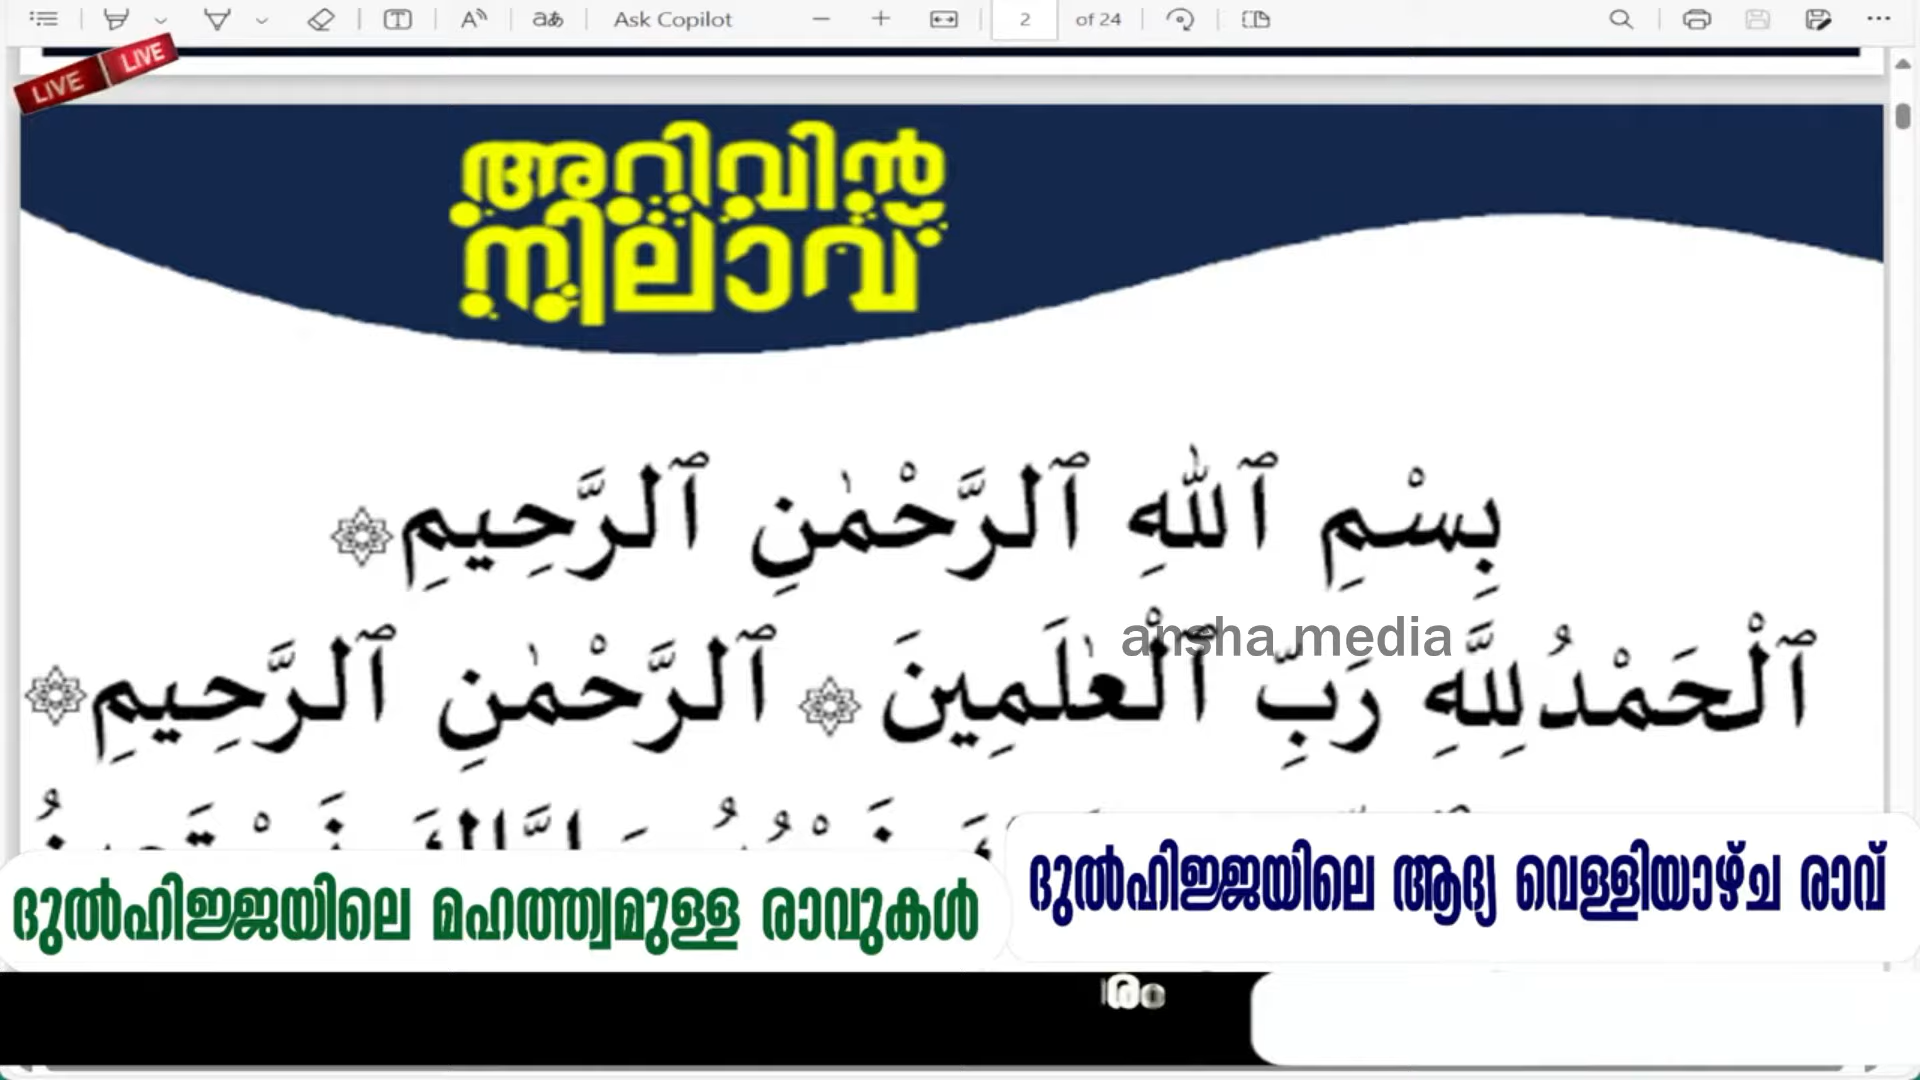 Ask Copilot
2
of 24
LIVE LIVE
അറിവിൻ
നിലാവ്
بِسْمِ ٱللهِ ٱلرَّحْمٰنِ ٱلرَّحِيمِ
ansha media
ٱلْحَمْدُلِلَّهِ رَبِّ ٱلْعٰلَمِينَ ۞ ٱلرَّحْمٰنِ ٱلرَّحِيمِ
ദുൽഹിജ്ജയിലെ മഹത്ത്വമുള്ള രാവുകൾ
ദുൽഹിജ്ജയിലെ ആദ്യ വെള്ളിയാഴ്ച രാവ്